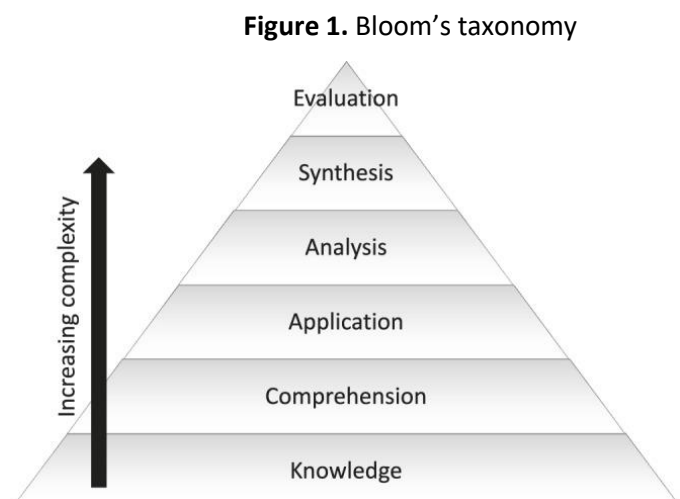 Figure 1. Bloom’s taxonomy
Evaluation
Synthesis
Analysis
Application
Comprehension
Knowledge
Increasing complexity